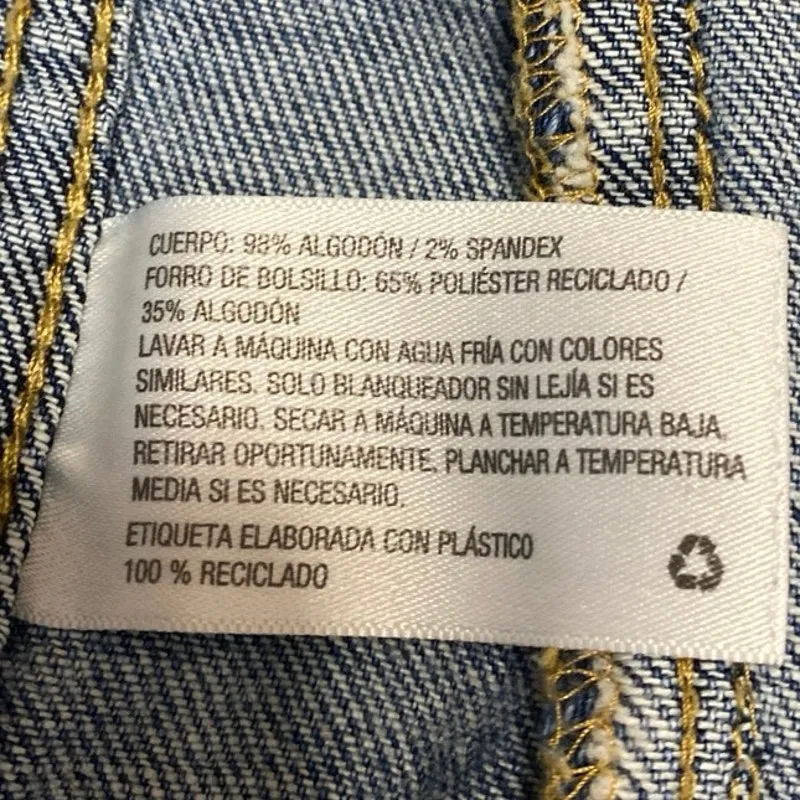 CUERPO: 98% ALGODÓN / 2% SPANDEX
FORRO DE BOLSILLO: 65% POLIÉSTER RECICLADO /
35% ALGODÓN
LAVAR A MÁQUINA CON AGUA FRÍA CON COLORES
SIMILARES. SOLO BLANQUEADOR SIN LEJÍA SI ES
NECESARIO. SECAR A MÁQUINA A TEMPERATURA BAJA.
RETIRAR OPORTUNAMENTE. PLANCHAR A TEMPERATURA
MEDIA SI ES NECESARIO.
ETIQUETA ELABORADA CON PLÁSTICO
100 % RECICLADO